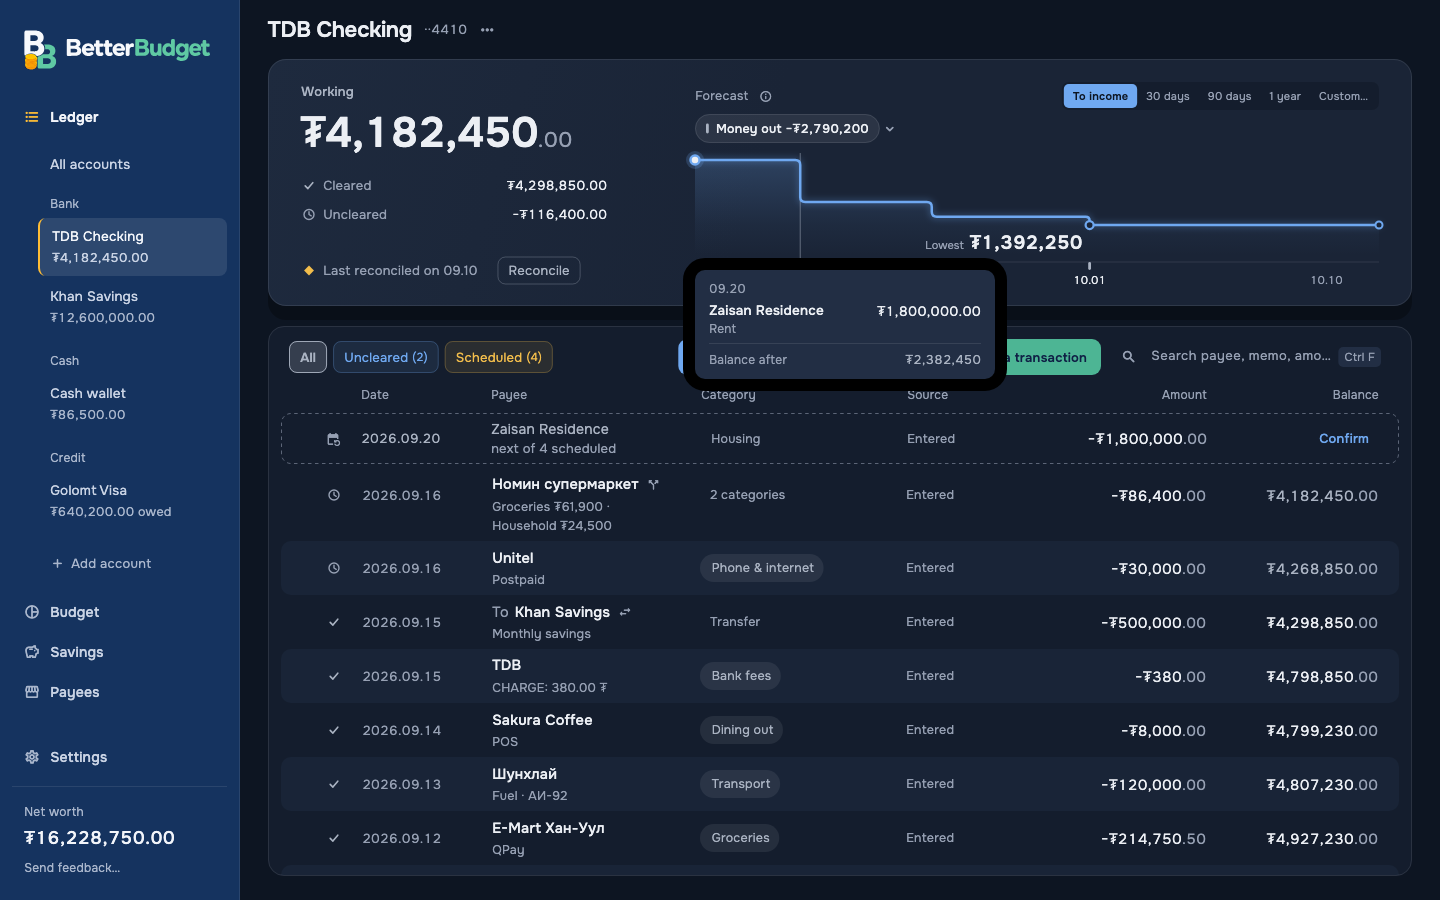 BetterBudget
Ledger
All accounts
Bank
TDB Checking
₮4,182,450.00
Khan Savings
₮12,600,000.00
Cash
Cash wallet
₮86,500.00
Credit
Golomt Visa
₮640,200.00 owed
+ Add account
Budget
Savings
Payees
Settings
Net worth
₮16,228,750.00
Send feedback...
TDB Checking ··4410 ···
Working
₮4,182,450.00
Cleared ₮4,298,850.00
Uncleared -₮116,400.00
Last reconciled on 09.10 Reconcile
Forecast
To income 30 days 90 days 1 year Custom...
Money out -₮2,790,200
Lowest ₮1,392,250
10.01 10.10
09.20
Zaisan Residence ₮1,800,000.00
Rent
Balance after ₮2,382,450
All Uncleared (2) Scheduled (4) a transaction Search payee, memo, amo... Ctrl F
Date Payee Category Source Amount Balance
2026.09.20 Zaisan Residence Housing Entered -₮1,800,000.00 Confirm
next of 4 scheduled
2026.09.16 Номин супермаркет 2 categories Entered -₮86,400.00 ₮4,182,450.00
Groceries ₮61,900 ·
Household ₮24,500
2026.09.16 Unitel Phone & internet Entered -₮30,000.00 ₮4,268,850.00
Postpaid
2026.09.15 To Khan Savings Transfer Entered -₮500,000.00 ₮4,298,850.00
Monthly savings
2026.09.15 TDB Bank fees Entered -₮380.00 ₮4,798,850.00
CHARGE: 380.00 ₮
2026.09.14 Sakura Coffee Dining out Entered -₮8,000.00 ₮4,799,230.00
POS
2026.09.13 Шунхлай Transport Entered -₮120,000.00 ₮4,807,230.00
Fuel · АИ-92
2026.09.12 E-Mart Хан-Уул Groceries Entered -₮214,750.50 ₮4,927,230.00
QPay